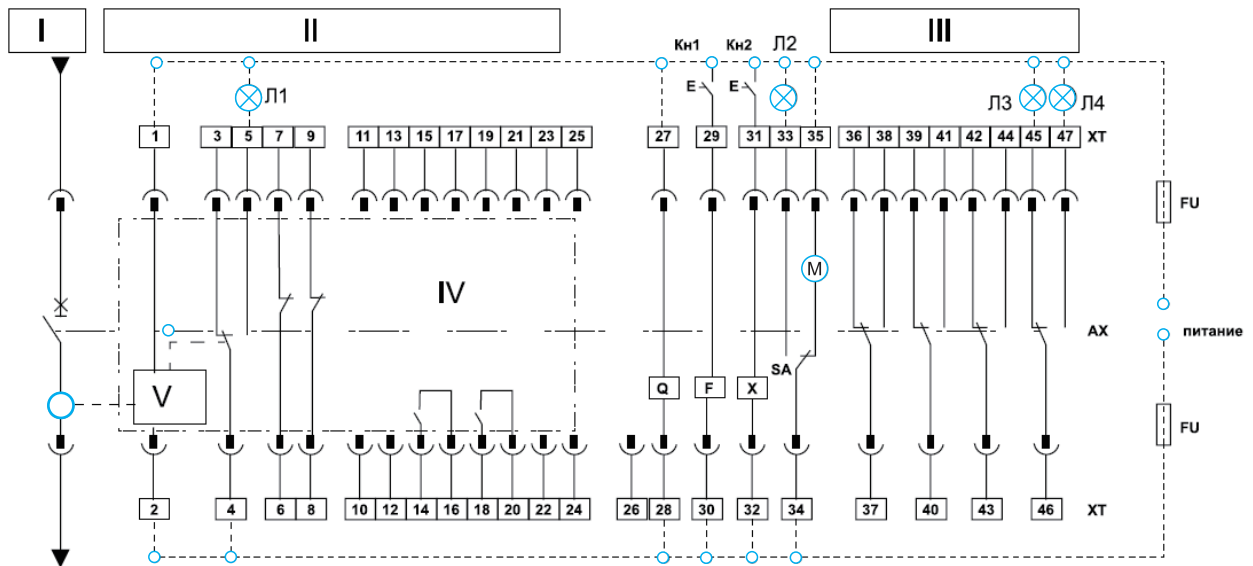 I II III
Кн1 Кн2 Л2
Л1 E E Л3 Л4
1 3 5 7 9 11 13 15 17 19 21 23 25 27 29 31 33 35 36 38 39 41 42 44 45 47 XT
FU
M
IV
AX питание
SA
V Q F X
FU
2 4 6 8 10 12 14 16 18 20 22 24 26 28 30 32 34 37 40 43 46 XT